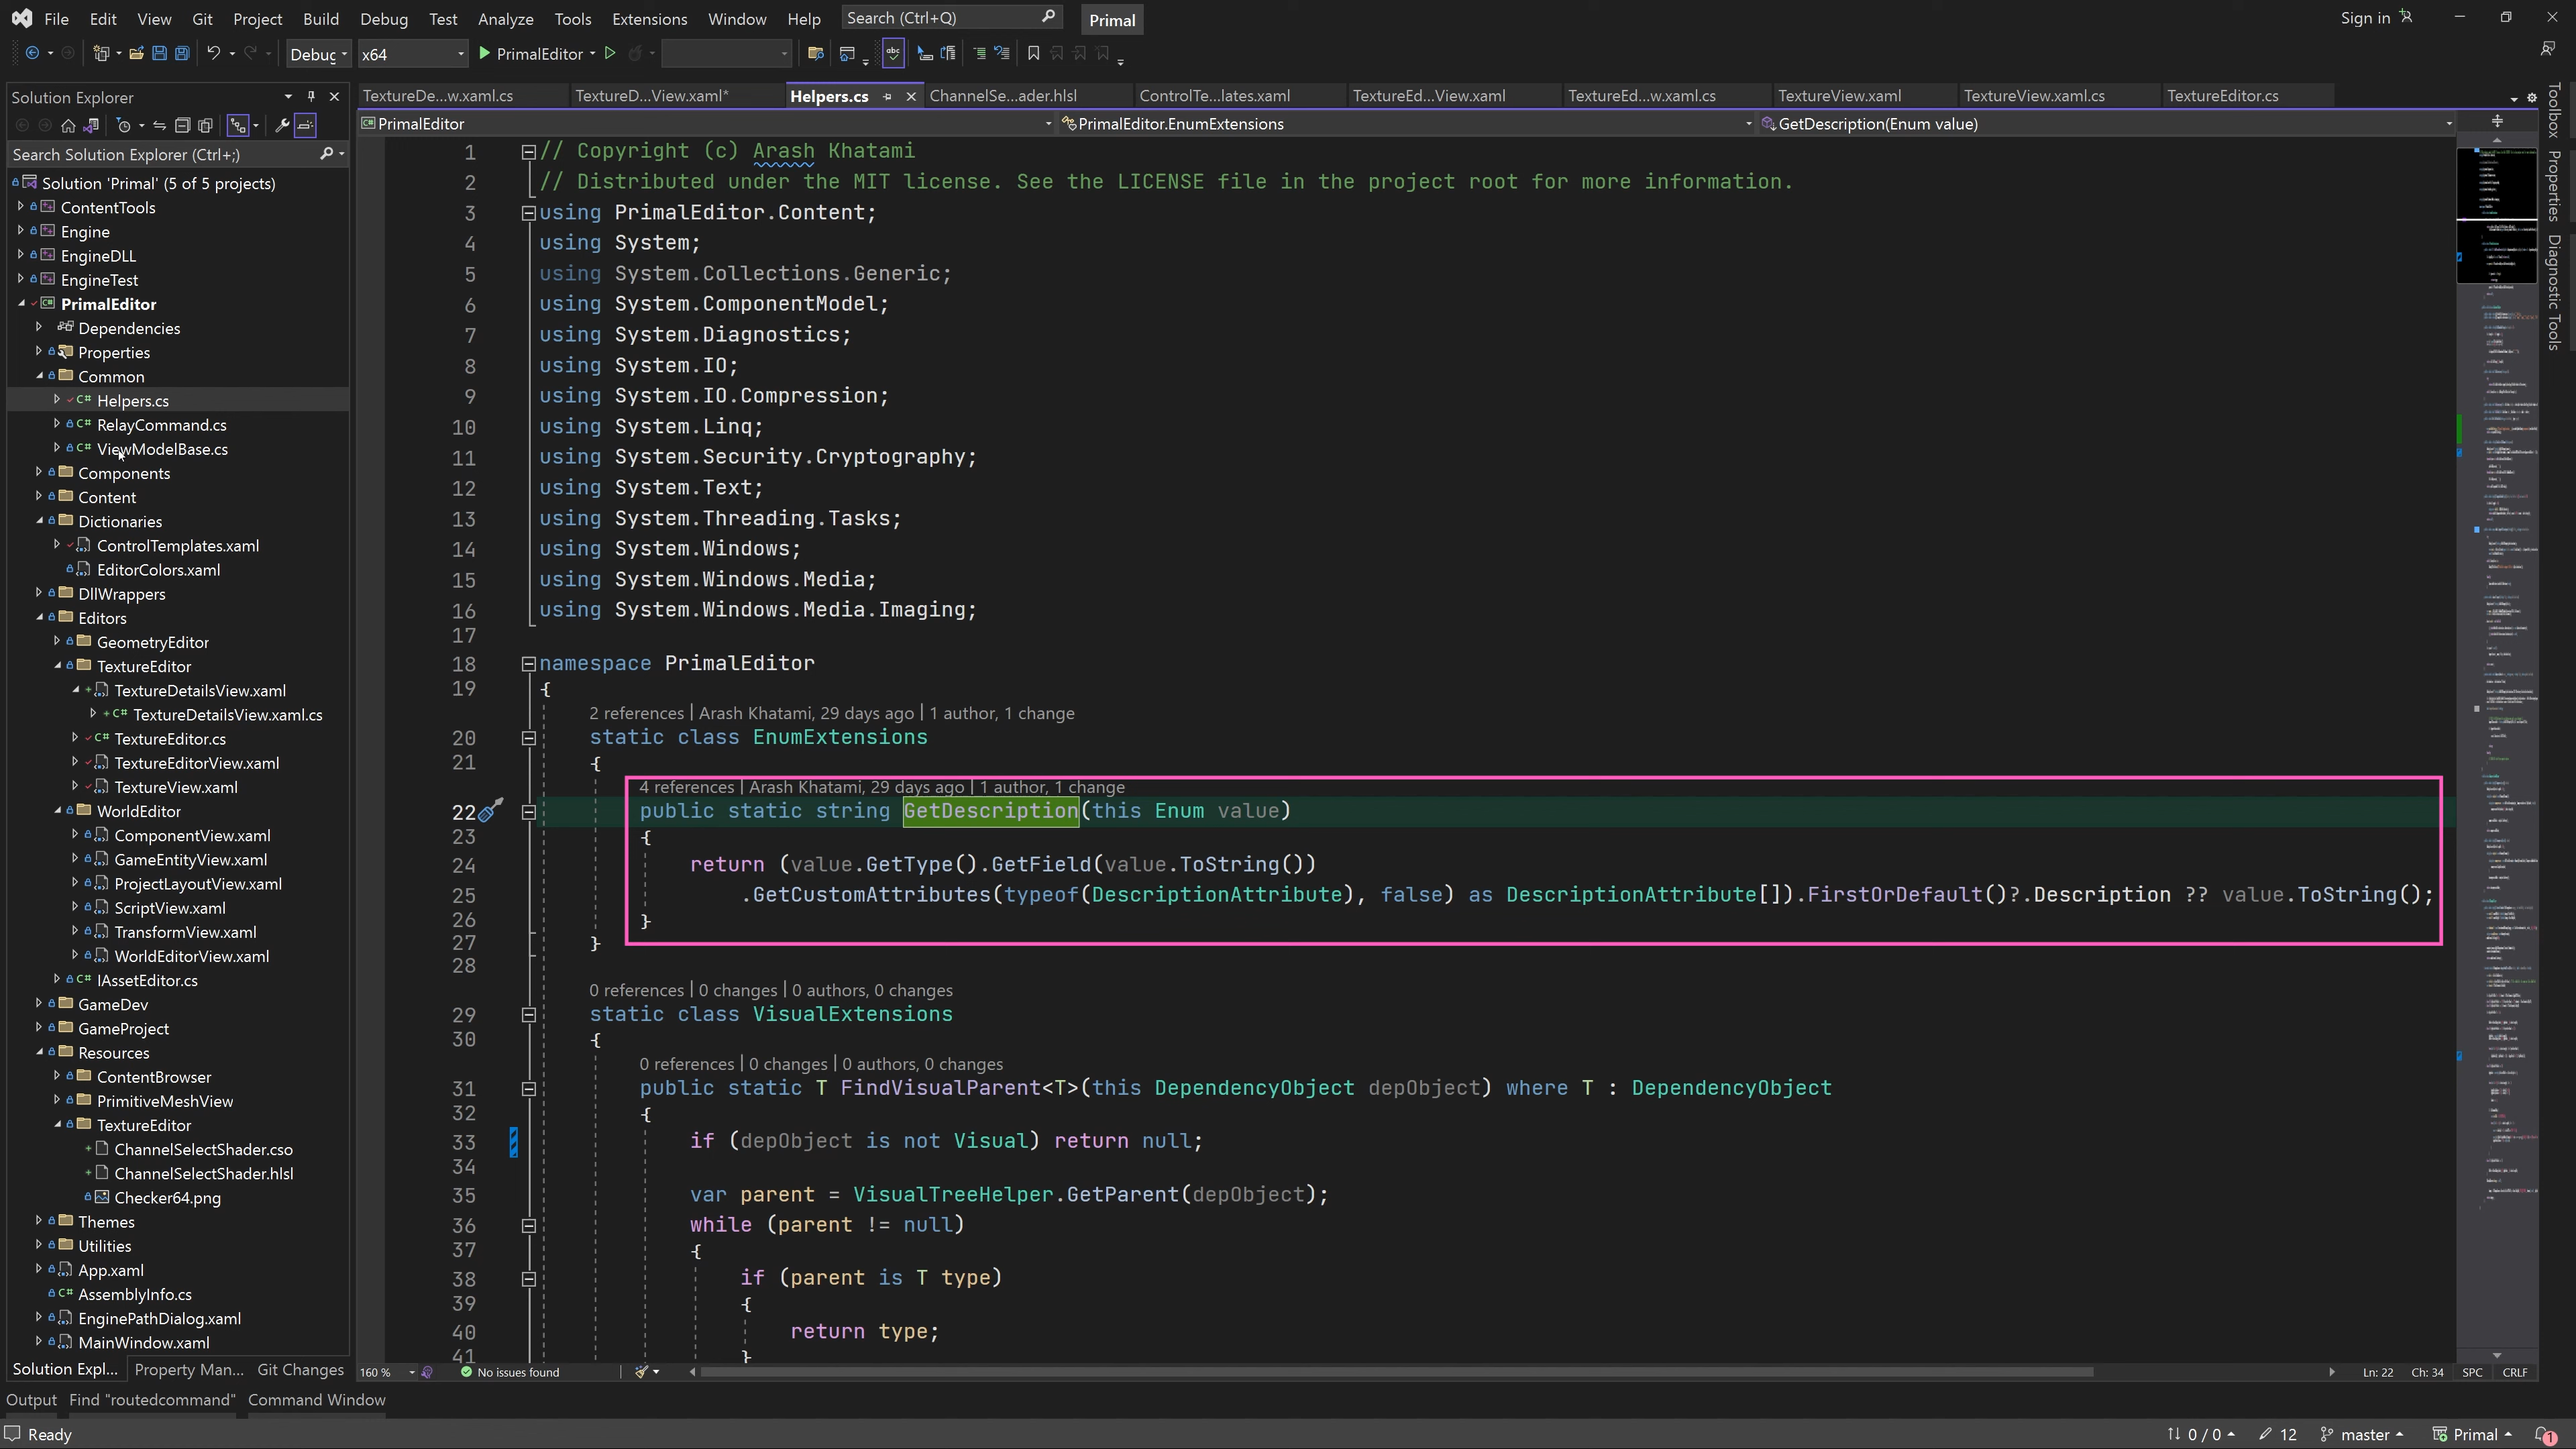 File Edit View Git Project Build Debug Test Analyze Tools Extensions Window Help Search (Ctrl+Q) Primal Sign in
Debug x64 PrimalEditor
Solution Explorer
Search Solution Explorer (Ctrl+;)
Solution 'Primal' (5 of 5 projects)
ContentTools
Engine
EngineDLL
EngineTest
PrimalEditor
Dependencies
Properties
Common
Helpers.cs
RelayCommand.cs
ViewModelBase.cs
Components
Content
Dictionaries
ControlTemplates.xaml
EditorColors.xaml
DllWrappers
Editors
GeometryEditor
TextureEditor
TextureDetailsView.xaml
TextureDetailsView.xaml.cs
TextureEditor.cs
TextureEditorView.xaml
TextureView.xaml
WorldEditor
ComponentView.xaml
GameEntityView.xaml
ProjectLayoutView.xaml
ScriptView.xaml
TransformView.xaml
WorldEditorView.xaml
IAssetEditor.cs
GameDev
GameProject
Resources
ContentBrowser
PrimitiveMeshView
TextureEditor
ChannelSelectShader.cso
ChannelSelectShader.hlsl
Checker64.png
Themes
Utilities
App.xaml
AssemblyInfo.cs
EnginePathDialog.xaml
MainWindow.xaml
Solution Expl... Property Man... Git Changes
TextureDe...w.xaml.cs TextureD...View.xaml* Helpers.cs ChannelSe...ader.hlsl ControlTe...lates.xaml TextureEd...View.xaml TextureEd...w.xaml.cs TextureView.xaml TextureView.xaml.cs TextureEditor.cs
PrimalEditor PrimalEditor.EnumExtensions GetDescription(Enum value)
1 // Copyright (c) Arash Khatami
2 // Distributed under the MIT license. See the LICENSE file in the project root for more information.
3 using PrimalEditor.Content;
4 using System;
5 using System.Collections.Generic;
6 using System.ComponentModel;
7 using System.Diagnostics;
8 using System.IO;
9 using System.IO.Compression;
10 using System.Linq;
11 using System.Security.Cryptography;
12 using System.Text;
13 using System.Threading.Tasks;
14 using System.Windows;
15 using System.Windows.Media;
16 using System.Windows.Media.Imaging;
17
18 namespace PrimalEditor
19 {
2 references | Arash Khatami, 29 days ago | 1 author, 1 change
20 static class EnumExtensions
21 {
4 references | Arash Khatami, 29 days ago | 1 author, 1 change
22 public static string GetDescription(this Enum value)
23 {
24 return (value.GetType().GetField(value.ToString())
25 .GetCustomAttributes(typeof(DescriptionAttribute), false) as DescriptionAttribute[]).FirstOrDefault()?.Description ?? value.ToString();
26 }
27 }
28
0 references | 0 changes | 0 authors, 0 changes
29 static class VisualExtensions
30 {
0 references | 0 changes | 0 authors, 0 changes
31 public static T FindVisualParent<T>(this DependencyObject depObject) where T : DependencyObject
32 {
33 if (depObject is not Visual) return null;
34
35 var parent = VisualTreeHelper.GetParent(depObject);
36 while (parent != null)
37 {
38 if (parent is T type)
39 {
40 return type;
41 }
160 % No issues found Ln: 22 Ch: 34 SPC CRLF
Toolbox
Properties
Diagnostic Tools
Output Find "routedcommand" Command Window
Ready 0 / 0 12 master Primal 1